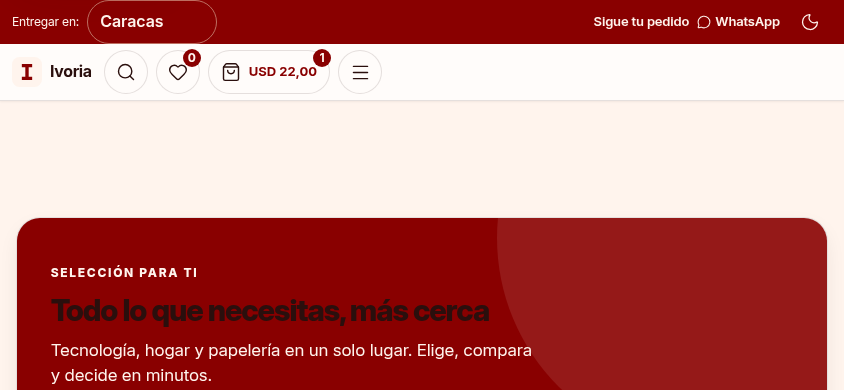 Entregar en: Caracas Sigue tu pedido WhatsApp
I Ivoria 0 USD 22,00 1
SELECCIÓN PARA TI
Todo lo que necesitas, más cerca
Tecnología, hogar y papelería en un solo lugar. Elige, compara
y decide en minutos.